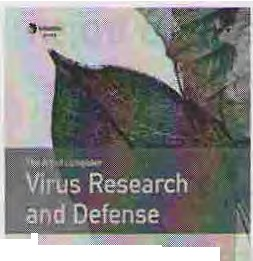 The Art of Computer
Virus Research
and Defense